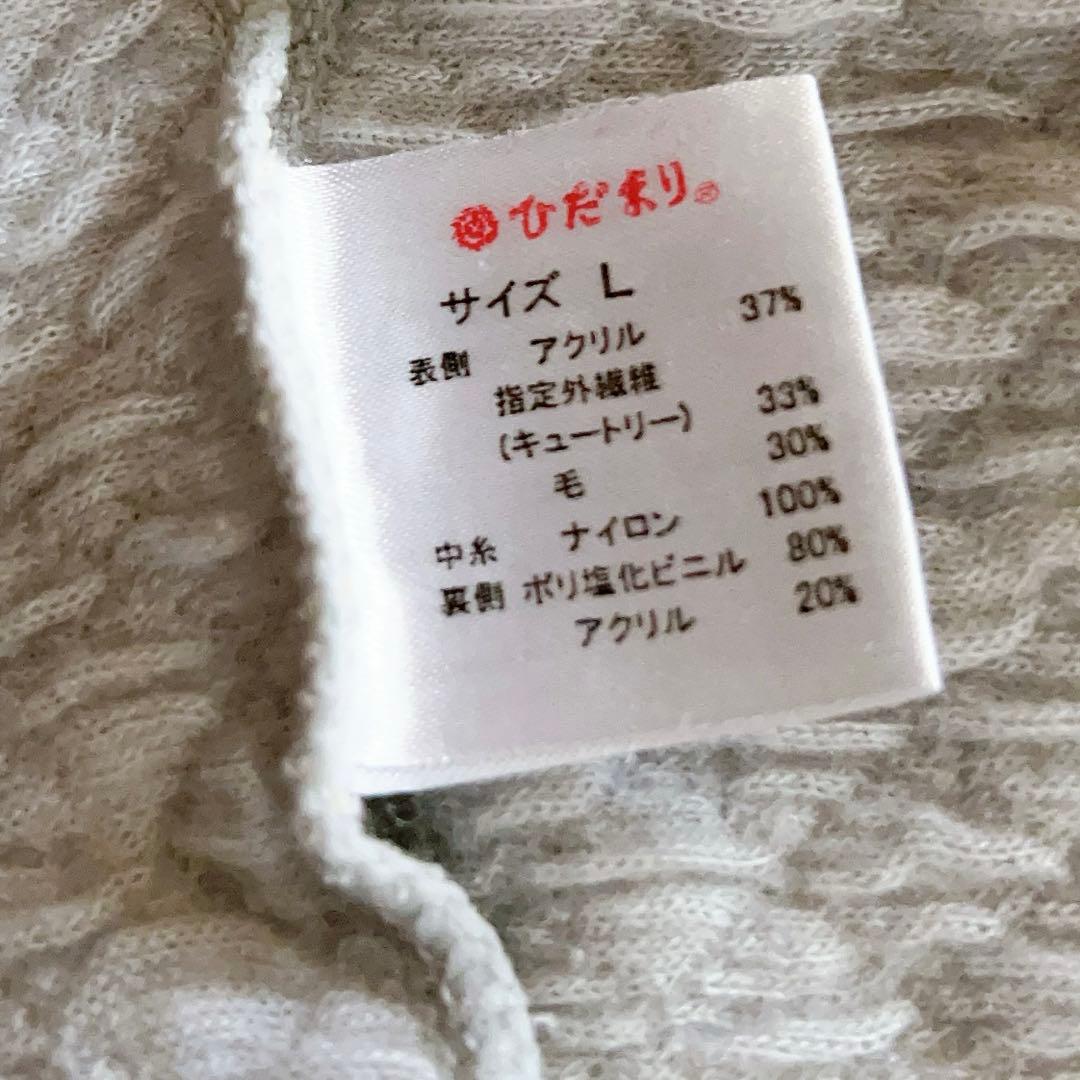 ひだまり®
サイズ L
表側 アクリル 37%
指定外繊維
(キュートリー) 33%
毛 30%
中糸 ナイロン 100%
裏側 ポリ塩化ビニル 80%
アクリル 20%